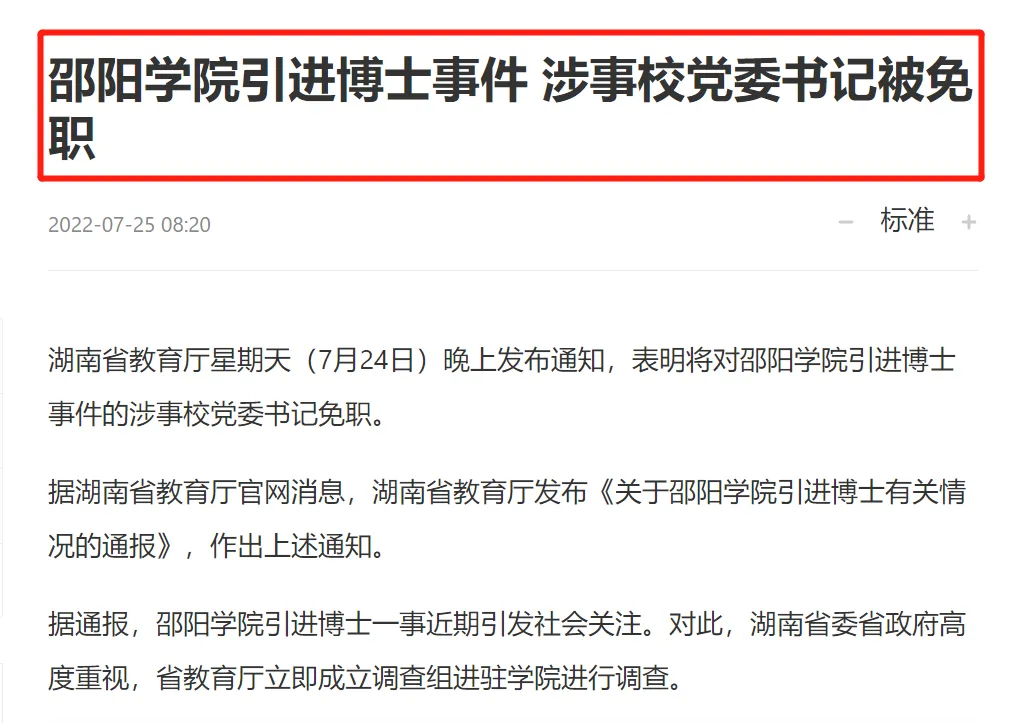 邵阳学院引进博士事件 涉事校党委书记被免
职
2022-07-25 08:20
− 标准 +
湖南省教育厅星期天（7月24日）晚上发布通知，表明将对邵阳学院引进博士
事件的涉事校党委书记免职。
据湖南省教育厅官网消息，湖南省教育厅发布《关于邵阳学院引进博士有关情
况的通报》，作出上述通知。
据通报，邵阳学院引进博士一事近期引发社会关注。对此，湖南省委省政府高
度重视，省教育厅立即成立调查组进驻学院进行调查。